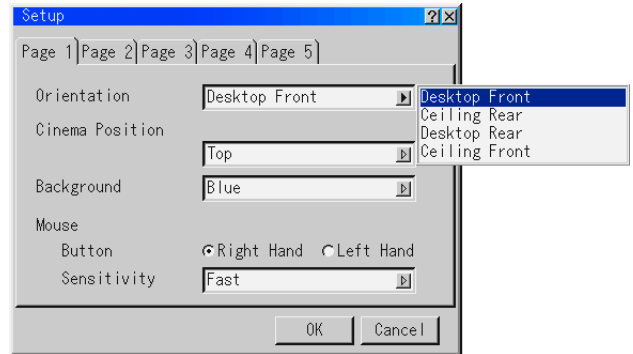 Setup
Page 1 Page 2 Page 3 Page 4 Page 5
Orientation Desktop Front
Desktop Front
Ceiling Rear
Desktop Rear
Ceiling Front
Cinema Position
Top
Background Blue
Mouse
Button Right Hand Left Hand
Sensitivity Fast
OK Cancel